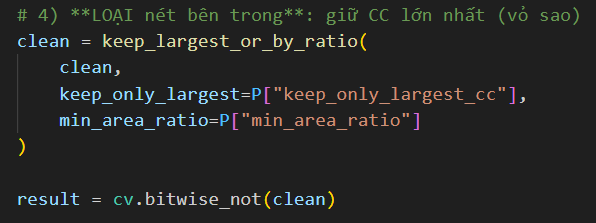 # 4) **LOẠI nét bên trong**: giữ CC lớn nhất (vỏ sao)
clean = keep_largest_or_by_ratio(
    clean,
    keep_only_largest=P["keep_only_largest_cc"],
    min_area_ratio=P["min_area_ratio"]
)

result = cv.bitwise_not(clean)